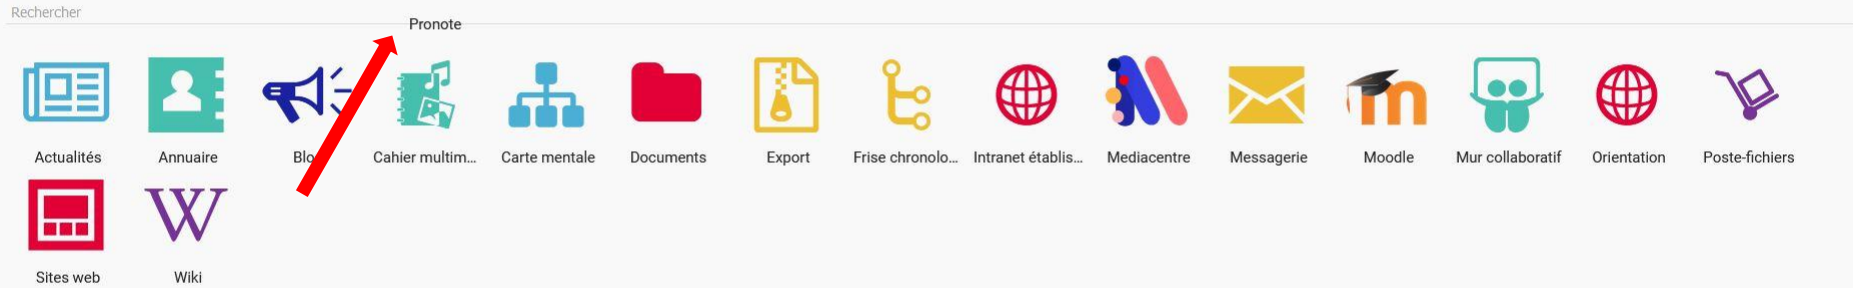 Rechercher
Pronote
Actualités Annuaire Blo Cahier multim... Carte mentale Documents Export Frise chronolo... Intranet établis... Mediacentre Messagerie Moodle Mur collaboratif Orientation Poste-fichiers
Sites web Wiki